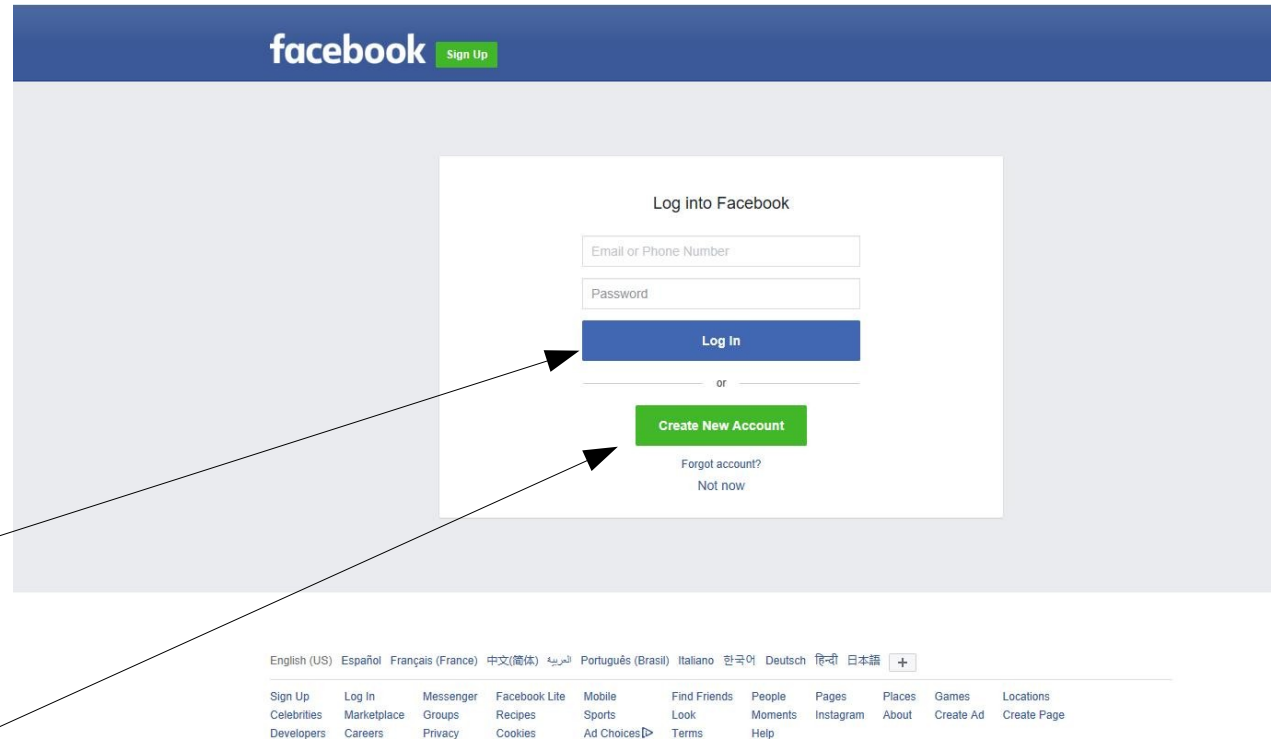 facebook Sign Up
Log into Facebook
Email or Phone Number
Password
Log In
or
Create New Account
Forgot account?
Not now
English (US) Español Français (France) 中文(简体) العربية Português (Brasil) Italiano 한국어 Deutsch हिन्दी 日本語 +
Sign Up Log In Messenger Facebook Lite Mobile Find Friends People Pages Places Games Locations
Celebrities Marketplace Groups Recipes Sports Look Moments Instagram About Create Ad Create Page
Developers Careers Privacy Cookies Ad Choices Terms Help